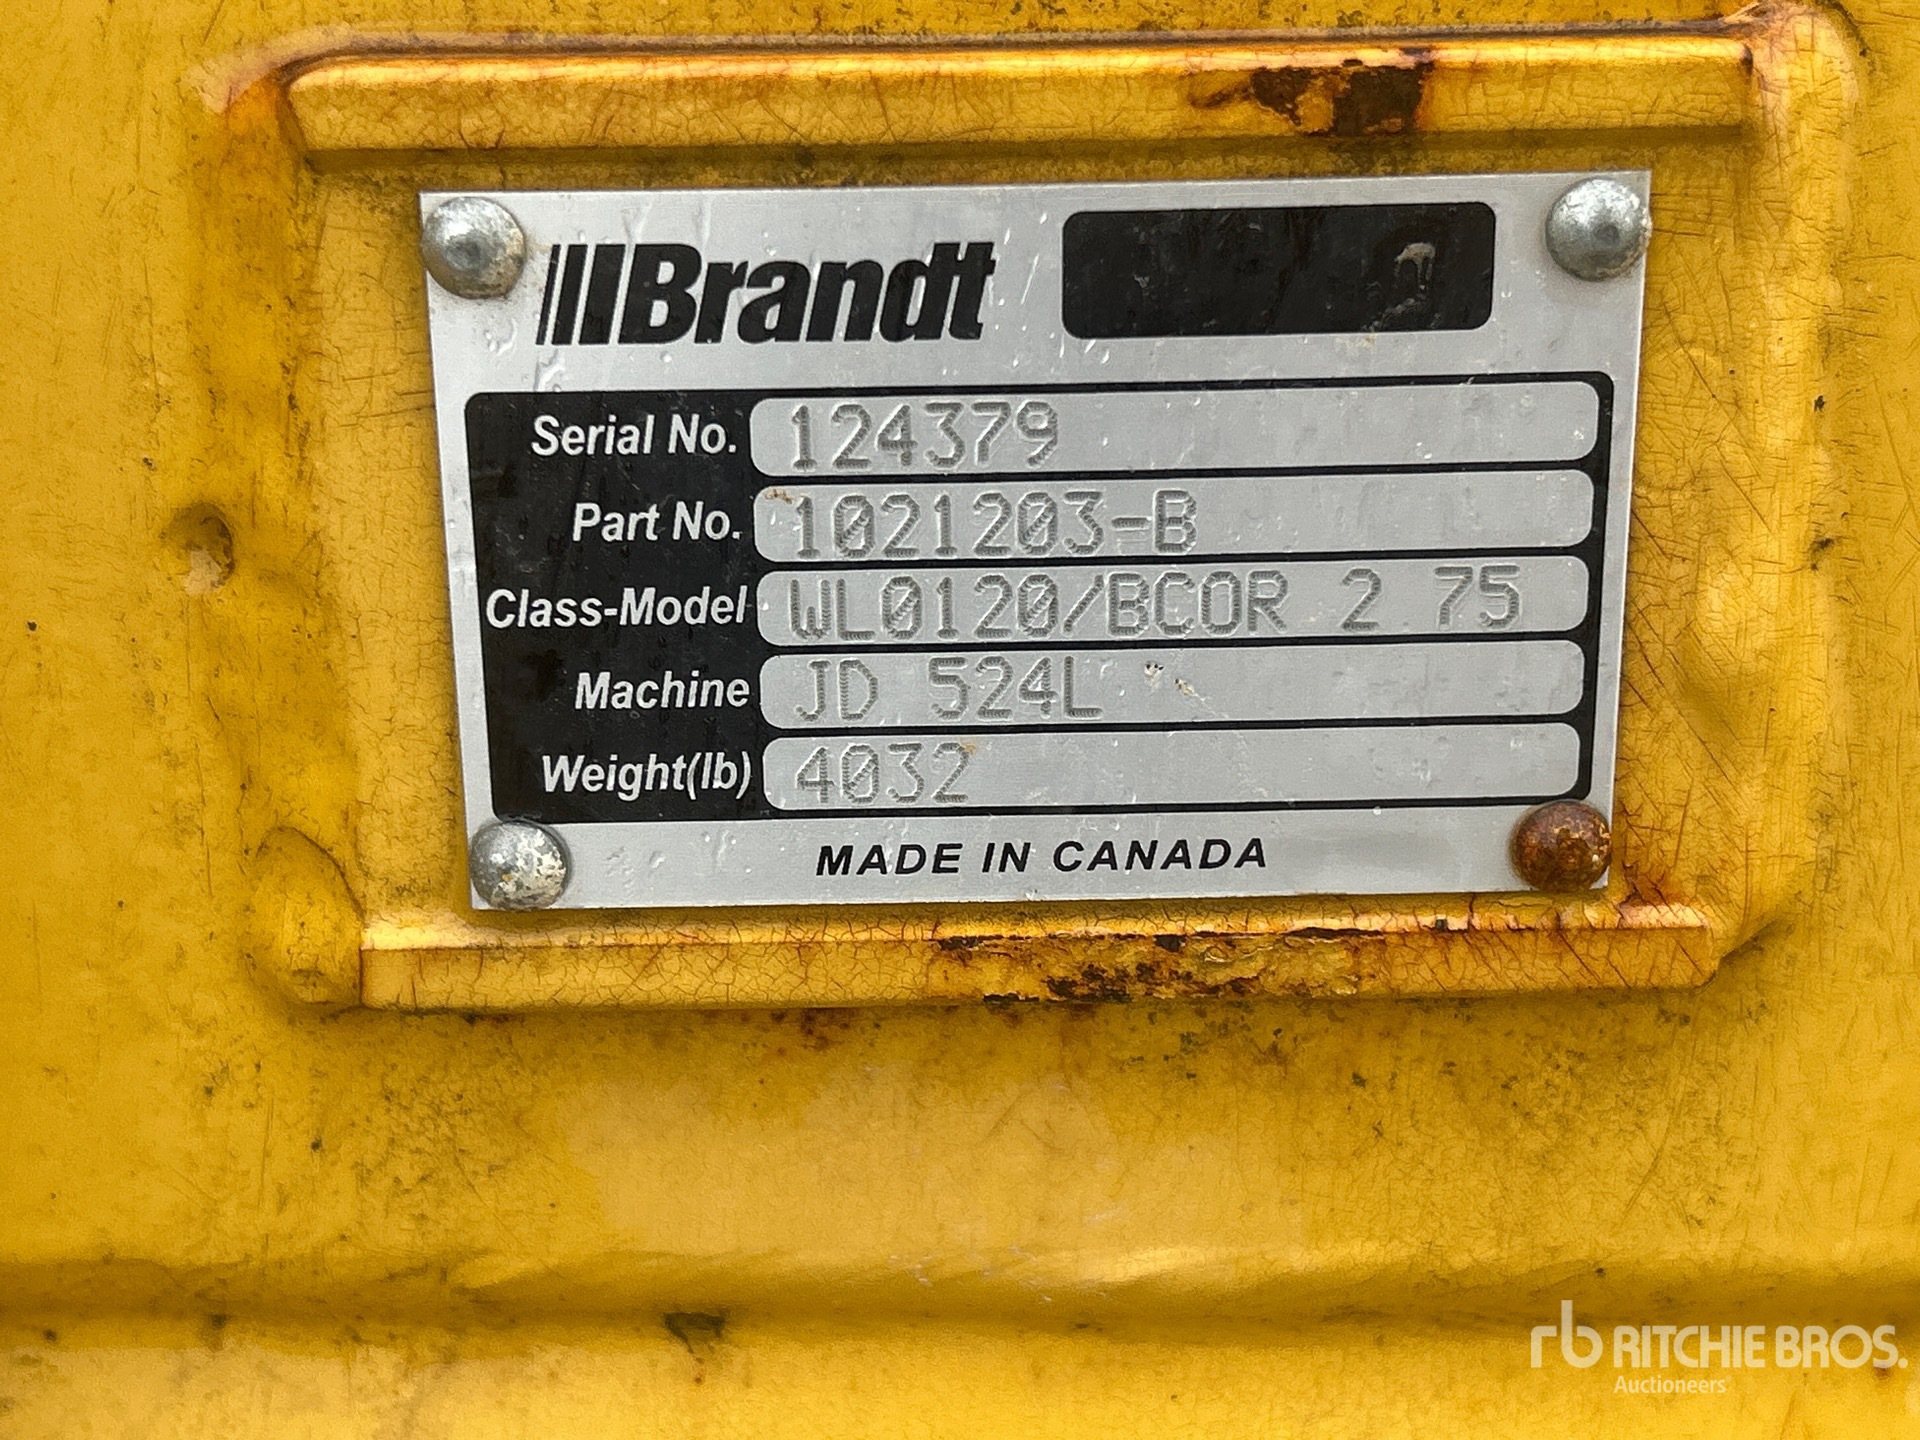 Brandt
Serial No. 124379
Part No. 1021203-B
Class-Model WL0120/BCOR 2 75
Machine JD 524L
Weight(lb) 4032
MADE IN CANADA
rb RITCHIE BROS.
Auctioneers